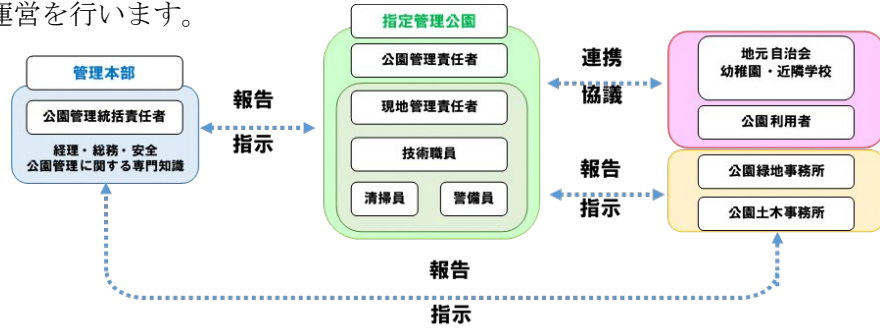 運営を行います。
管理本部
公園管理統括責任者
経理・総務・安全
公園管理に関する専門知識
報告
指示
指定管理公園
公園管理責任者
現地管理責任者
技術職員
清掃員
警備員
連携
協議
報告
指示
地元自治会
幼稚園・近隣学校
公園利用者
公園緑地事務所
公園土木事務所
報告
指示